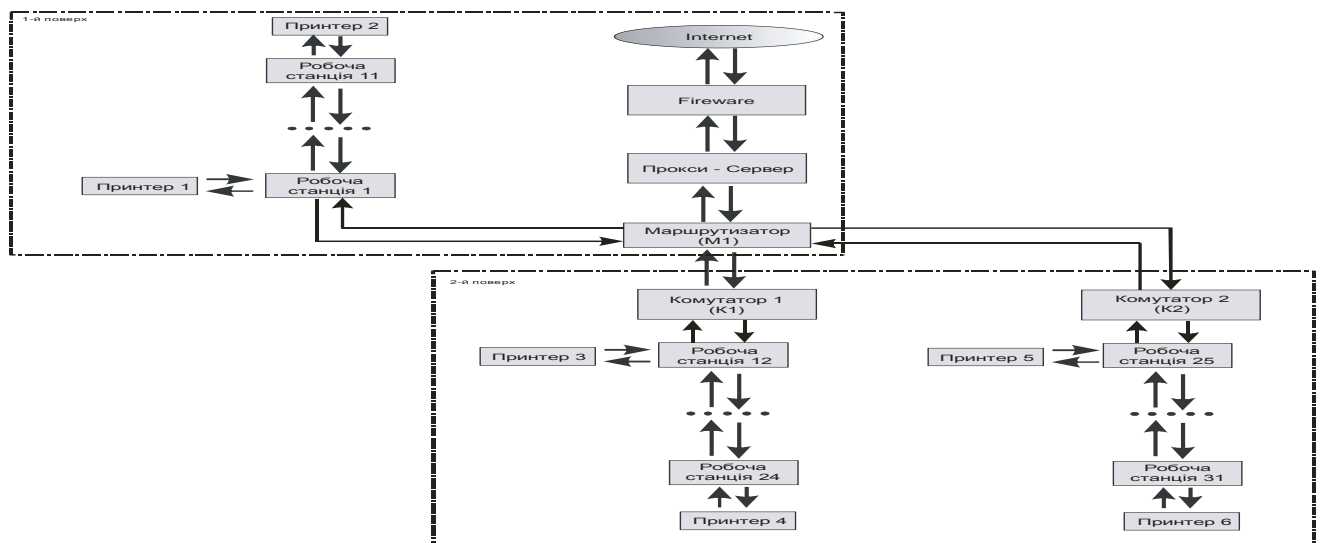 1-й поверх
Принтер 2
Робоча
станція 11
Принтер 1
Робоча
станція 1
Internet
Fireware
Прокси - Сервер
Маршрутизатор
(М1)
2-й поверх
Комутатор 1
(К1)
Принтер 3
Робоча
станція 12
Робоча
станція 24
Принтер 4
Комутатор 2
(К2)
Принтер 5
Робоча
станція 25
Робоча
станція 31
Принтер 6